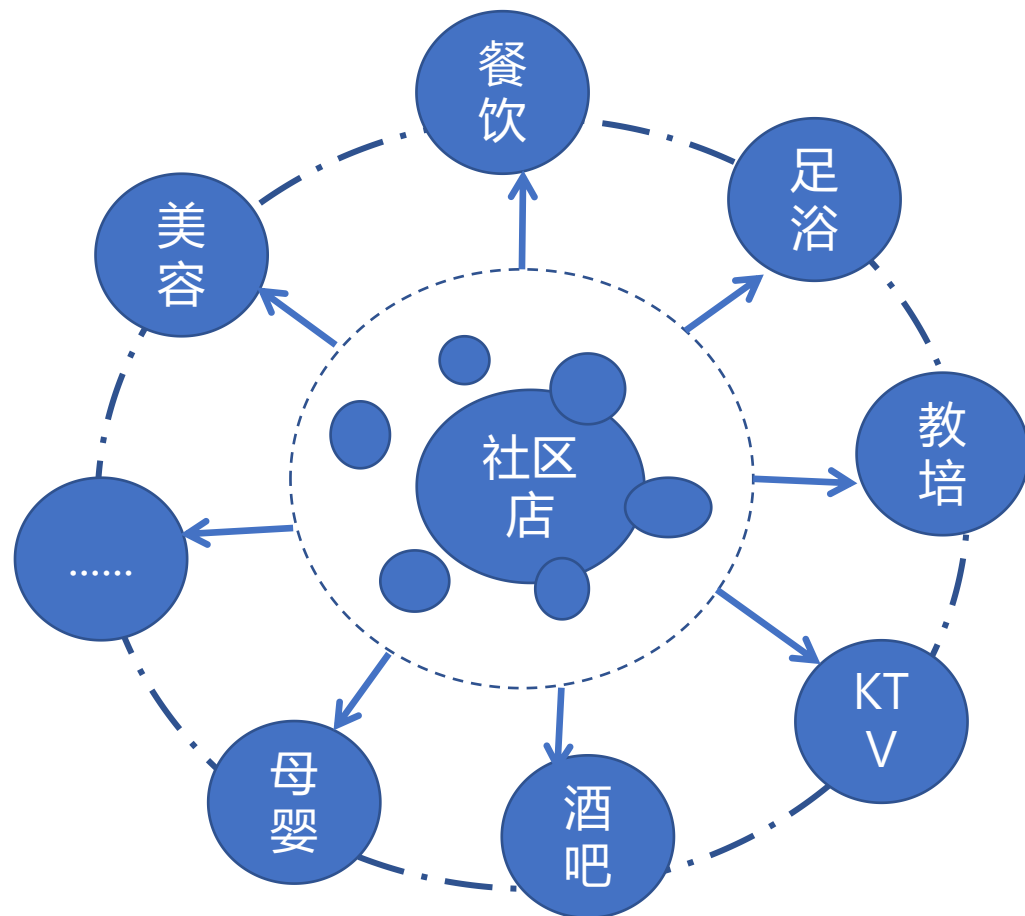 餐
饮
足
浴
美
容
教
培
社区
店
......
KT
V
母
婴
酒
吧